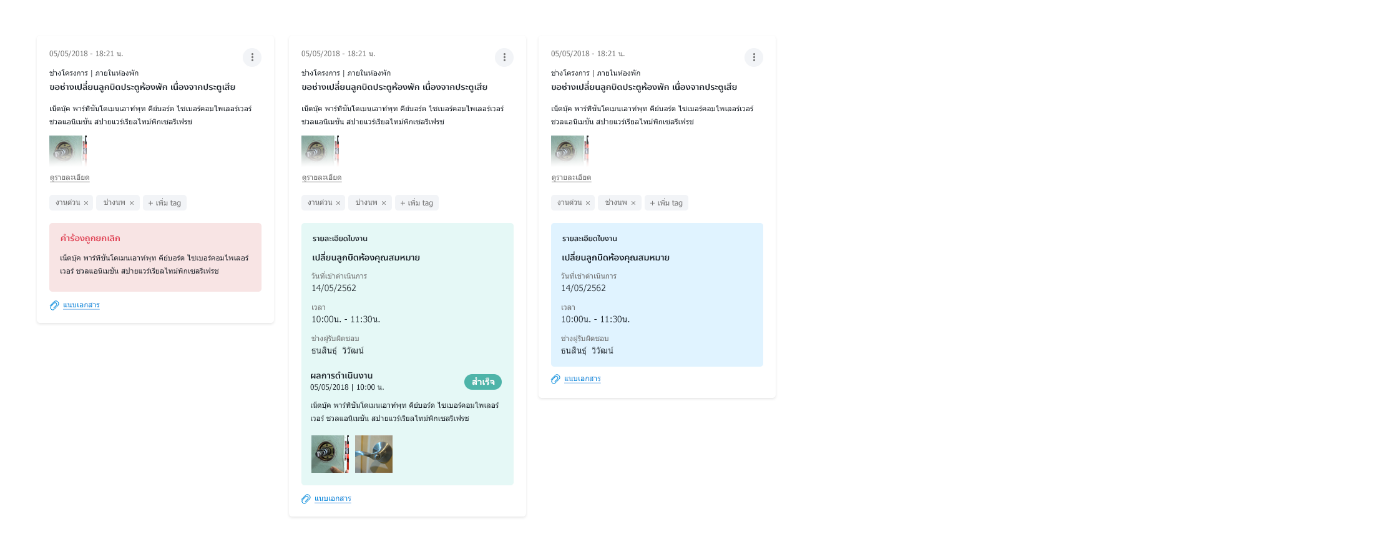 05/05/2018 - 18:21 น.
ช่างโครงการ | ภายในห้องพัก
ขอช่างเปลี่ยนลูกบิดประตูห้องพัก เนื่องจากประตูเสีย
เน็ตบุ๊ค พาร์ทิชันโดเมนเอาท์พุท คีย์บอร์ด ไซเบอร์คอมไพเลอร์เวอร์
ชวลแอนิเมชัน สปายแวร์เรียลไทม์พิกเซลรีเฟรช
ดูรายละเอียด
งานด่วน ×
ช่างนพ ×
+ เพิ่ม tag
คำร้องถูกยกเลิก
เน็ตบุ๊ค พาร์ทิชันโดเมนเอาท์พุท คีย์บอร์ด ไซเบอร์คอมไพเลอร์
เวอร์ ชวลแอนิเมชัน สปายแวร์เรียลไทม์พิกเซลรีเฟรช
แนบเอกสาร
05/05/2018 - 18:21 น.
ช่างโครงการ | ภายในห้องพัก
ขอช่างเปลี่ยนลูกบิดประตูห้องพัก เนื่องจากประตูเสีย
เน็ตบุ๊ค พาร์ทิชันโดเมนเอาท์พุท คีย์บอร์ด ไซเบอร์คอมไพเลอร์เวอร์
ชวลแอนิเมชัน สปายแวร์เรียลไทม์พิกเซลรีเฟรช
ดูรายละเอียด
งานด่วน ×
ช่างนพ ×
+ เพิ่ม tag
รายละเอียดใบงาน
เปลี่ยนลูกบิดห้องคุณสมหมาย
วันที่เข้าดำเนินการ
14/05/2562
เวลา
10:00น. - 11:30น.
ช่างผู้รับผิดชอบ
ธนสินธุ์ วิวัฒน์
ผลการดำเนินงาน
05/05/2018 | 10:00 น.
สำเร็จ
เน็ตบุ๊ค พาร์ทิชันโดเมนเอาท์พุท คีย์บอร์ด ไซเบอร์คอมไพเลอร์
เวอร์ ชวลแอนิเมชัน สปายแวร์เรียลไทม์พิกเซลรีเฟรช
แนบเอกสาร
05/05/2018 - 18:21 น.
ช่างโครงการ | ภายในห้องพัก
ขอช่างเปลี่ยนลูกบิดประตูห้องพัก เนื่องจากประตูเสีย
เน็ตบุ๊ค พาร์ทิชันโดเมนเอาท์พุท คีย์บอร์ด ไซเบอร์คอมไพเลอร์เวอร์
ชวลแอนิเมชัน สปายแวร์เรียลไทม์พิกเซลรีเฟรช
ดูรายละเอียด
งานด่วน ×
ช่างนพ ×
+ เพิ่ม tag
รายละเอียดใบงาน
เปลี่ยนลูกบิดห้องคุณสมหมาย
วันที่เข้าดำเนินการ
14/05/2562
เวลา
10:00น. - 11:30น.
ช่างผู้รับผิดชอบ
ธนสินธุ์ วิวัฒน์
แนบเอกสาร